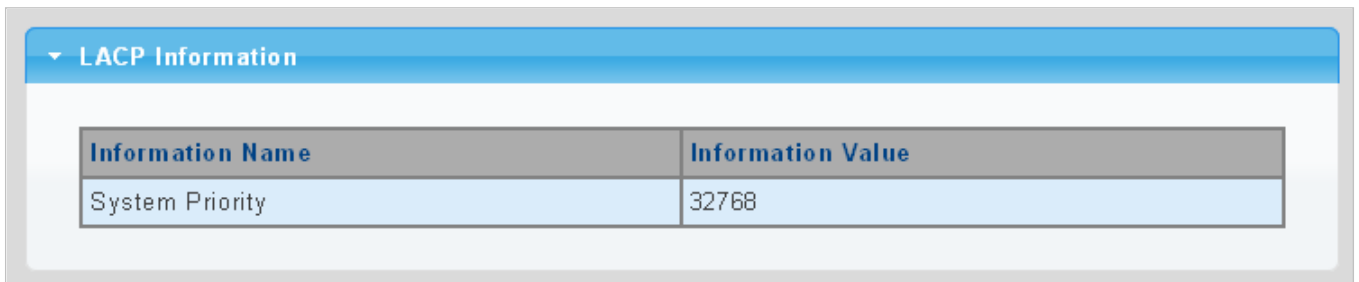 LACP Information
Information Name Information Value
System Priority 32768